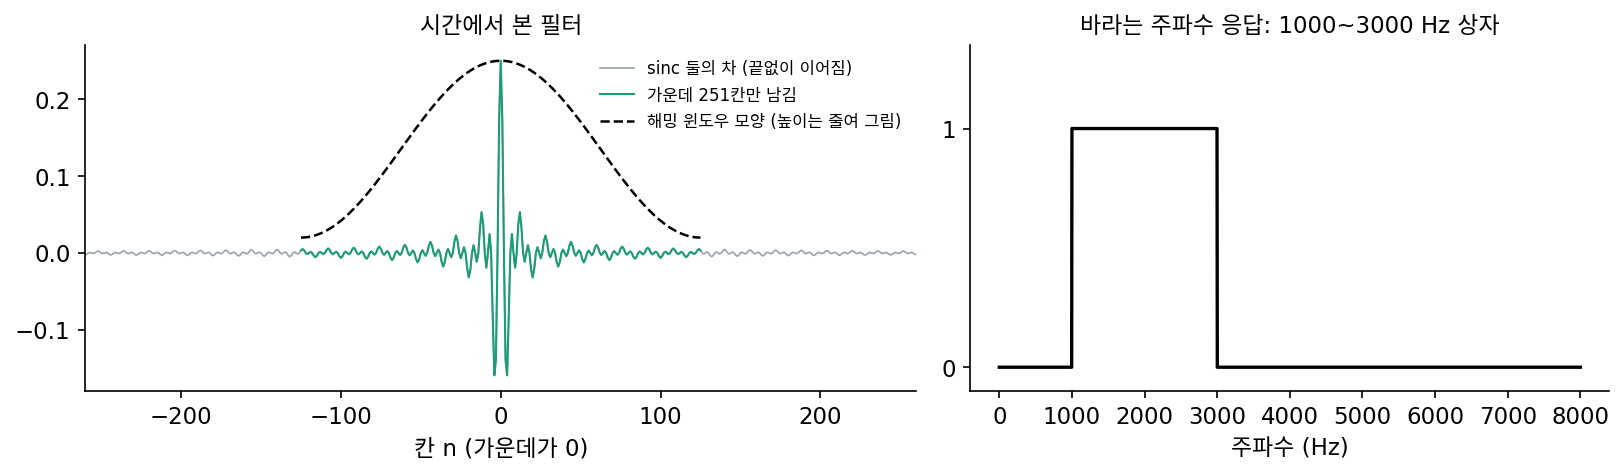 시간에서 본 필터
sinc 둘의 차 (끝없이 이어짐)
가운데 251칸만 남김
해밍 윈도우 모양 (높이는 줄여 그림)
0.2
0.1
0.0
−0.1
−200 −100 0 100 200
칸 n (가운데가 0)
바라는 주파수 응답: 1000~3000 Hz 상자
1
0
0 1000 2000 3000 4000 5000 6000 7000 8000
주파수 (Hz)